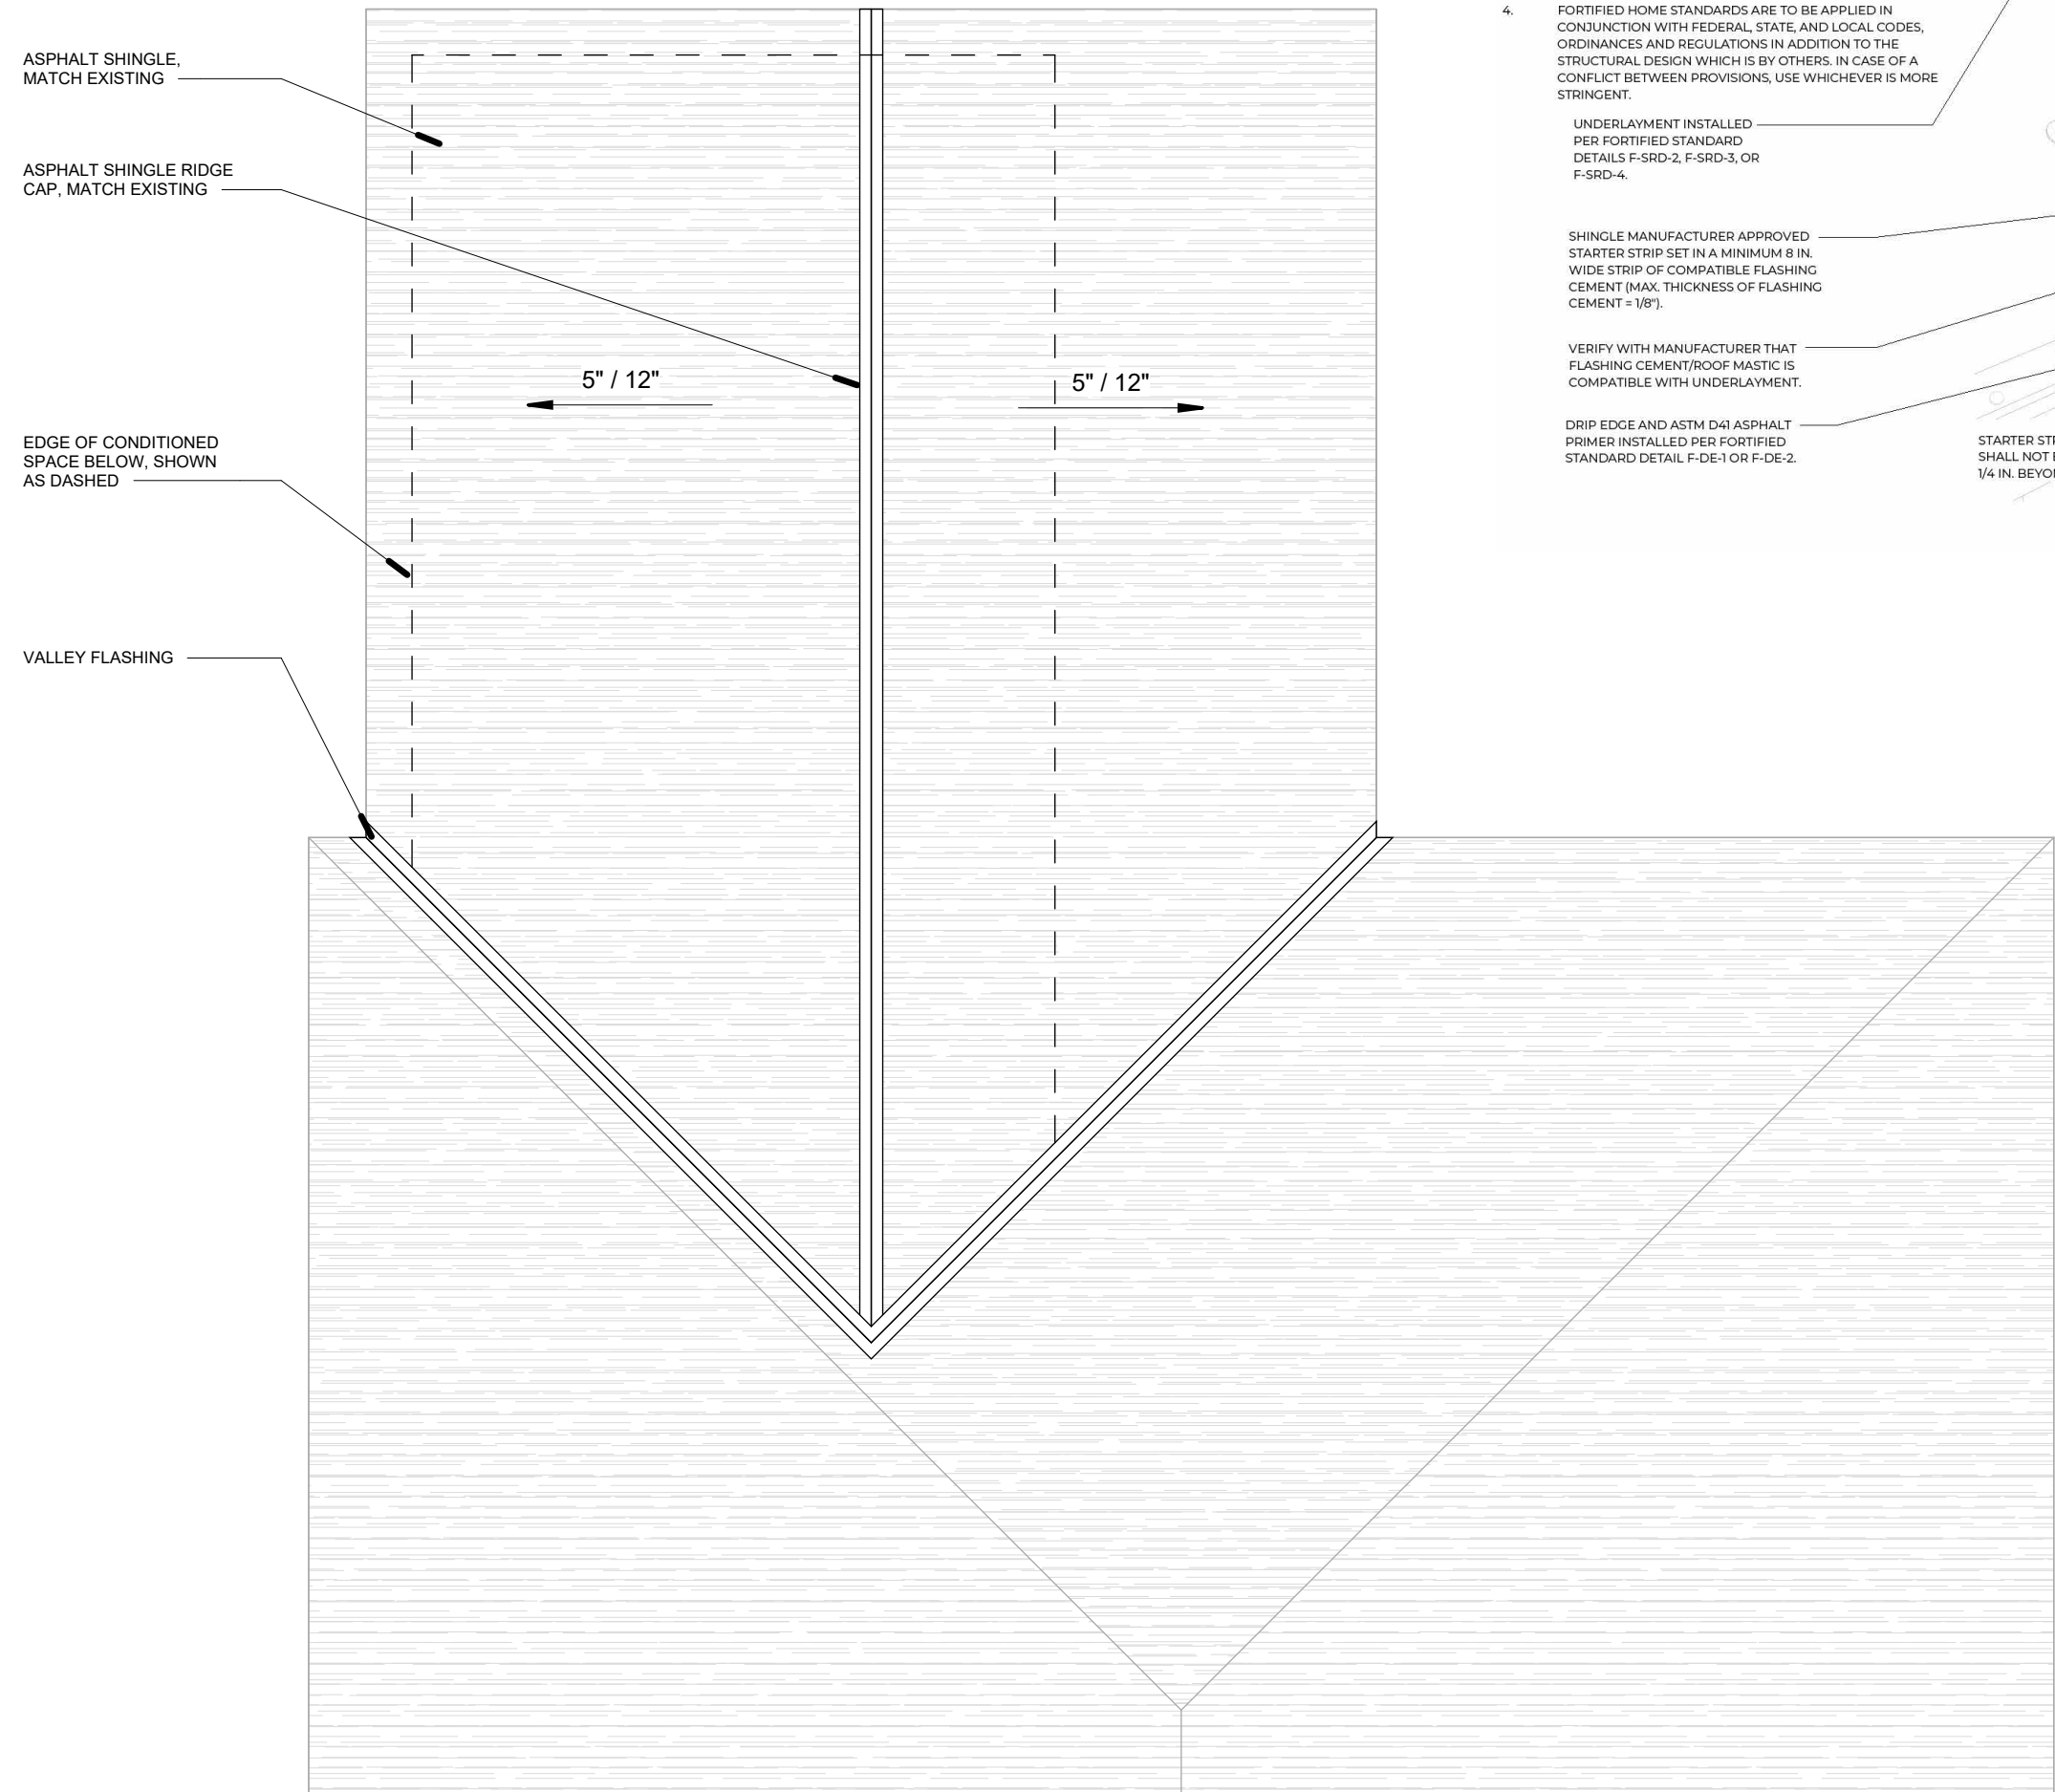 ASPHALT SHINGLE,
MATCH EXISTING
ASPHALT SHINGLE RIDGE
CAP, MATCH EXISTING
5" / 12"
5" / 12"
EDGE OF CONDITIONED
SPACE BELOW, SHOWN
AS DASHED
VALLEY FLASHING
4. FORTIFIED HOME STANDARDS ARE TO BE APPLIED IN
CONJUNCTION WITH FEDERAL, STATE, AND LOCAL CODES,
ORDINANCES AND REGULATIONS IN ADDITION TO THE
STRUCTURAL DESIGN WHICH IS BY OTHERS. IN CASE OF A
CONFLICT BETWEEN PROVISIONS, USE WHICHEVER IS MORE
STRINGENT.
UNDERLAYMENT INSTALLED
PER FORTIFIED STANDARD
DETAILS F-SRD-2, F-SRD-3, OR
F-SRD-4.
SHINGLE MANUFACTURER APPROVED
STARTER STRIP SET IN A MINIMUM 8 IN.
WIDE STRIP OF COMPATIBLE FLASHING
CEMENT (MAX. THICKNESS OF FLASHING
CEMENT = 1/8").
VERIFY WITH MANUFACTURER THAT
FLASHING CEMENT/ROOF MASTIC IS
COMPATIBLE WITH UNDERLAYMENT.
DRIP EDGE AND ASTM D41 ASPHALT
PRIMER INSTALLED PER FORTIFIED
STANDARD DETAIL F-DE-1 OR F-DE-2.
STARTER
SHALL NOT
1/4 IN.